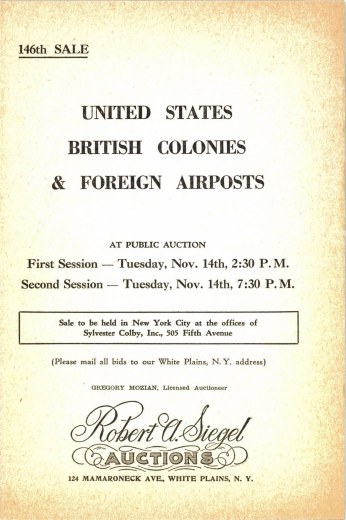 146th SALE
UNITED STATES
BRITISH COLONIES
& FOREIGN AIRPOSTS
AT PUBLIC AUCTION
First Session — Tuesday, Nov. 14th, 2:30 P. M.
Second Session — Tuesday, Nov. 14th, 7:30 P. M.
Sale to be held in New York City at the offices of
Sylvester Colby, Inc., 505 Fifth Avenue
(Please mail all bids to our White Plains, N. Y. address)
GREGORY MOZIAN, Licensed Auctioneer
Robert A. Siegel
AUCTIONS
124 MAMARONECK AVE., WHITE PLAINS, N. Y.